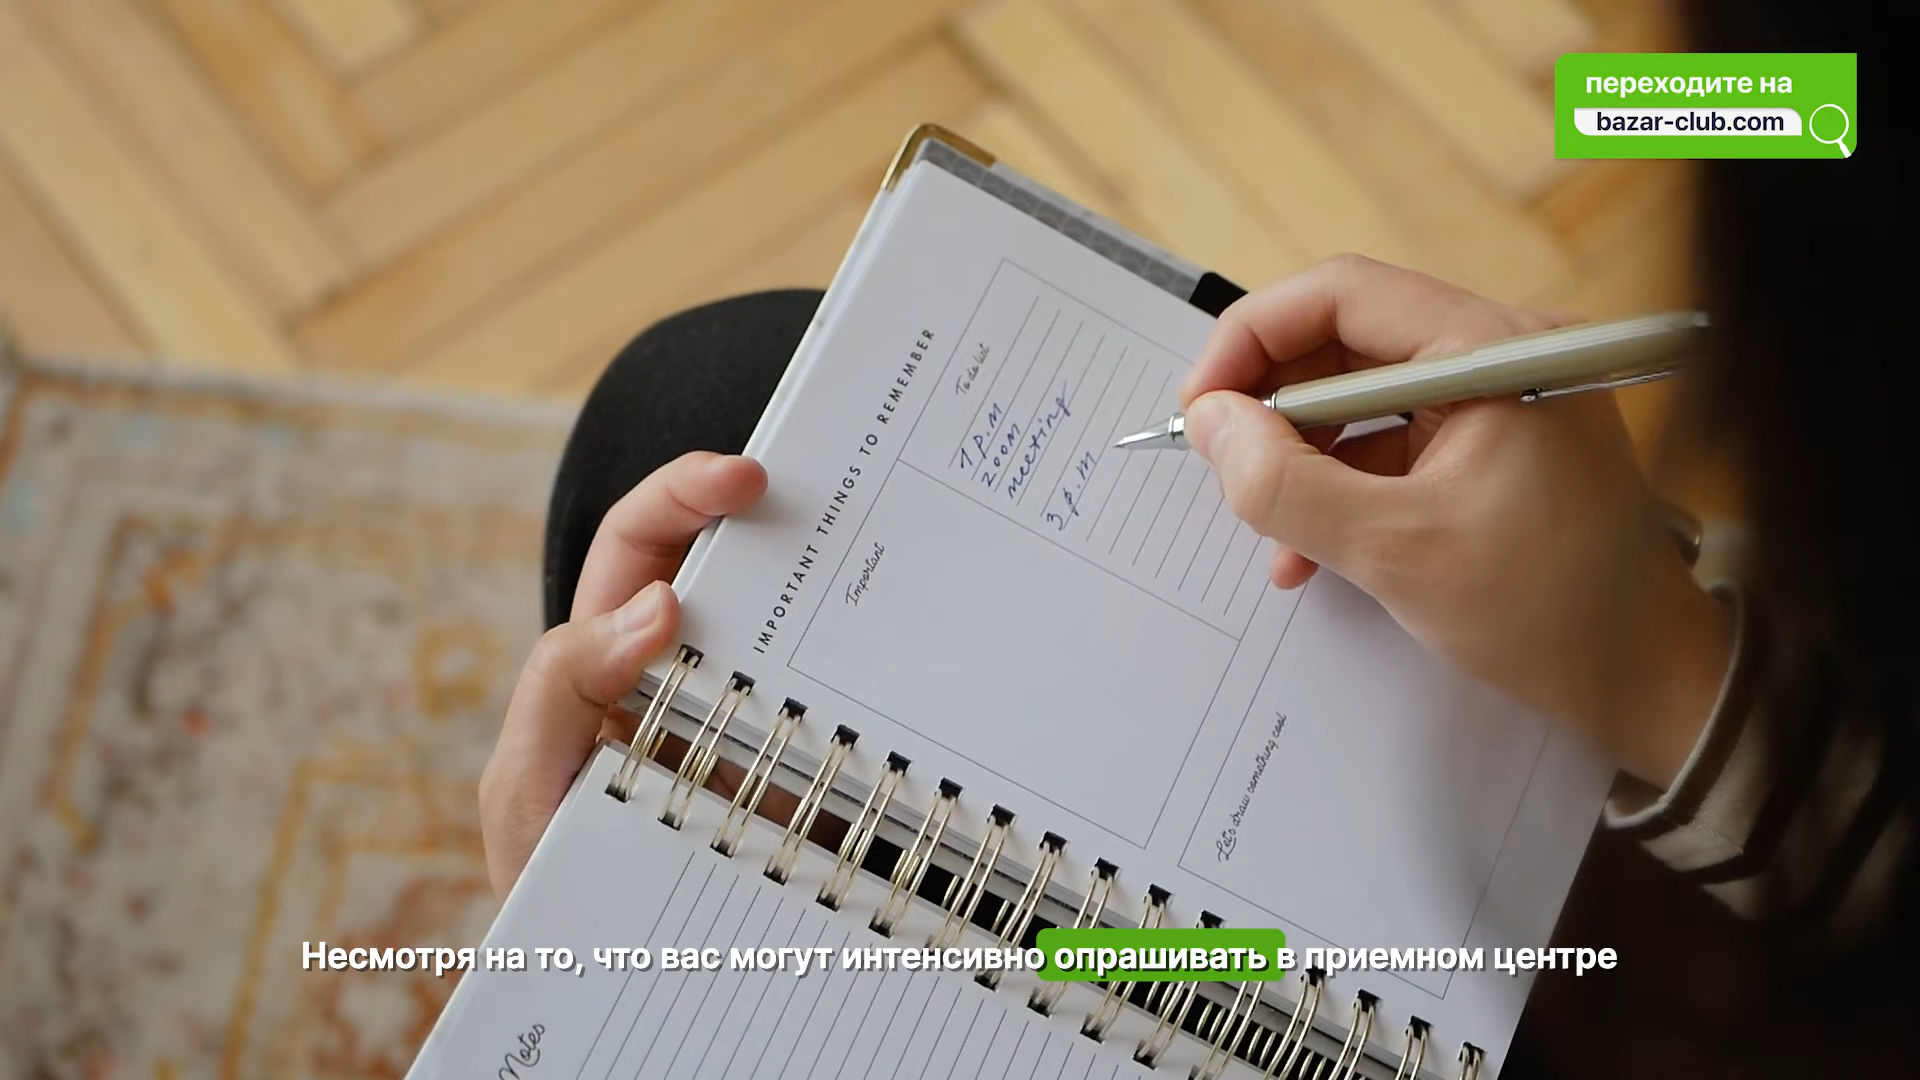 переходите на
bazar-club.com
IMPORTANT THINGS TO REMEMBER
To do list
1 p.m
zoom
meeting
3 p.m
Important
Let's draw something cool
Notes
Несмотря на то, что вас могут интенсивно опрашивать в приемном центре